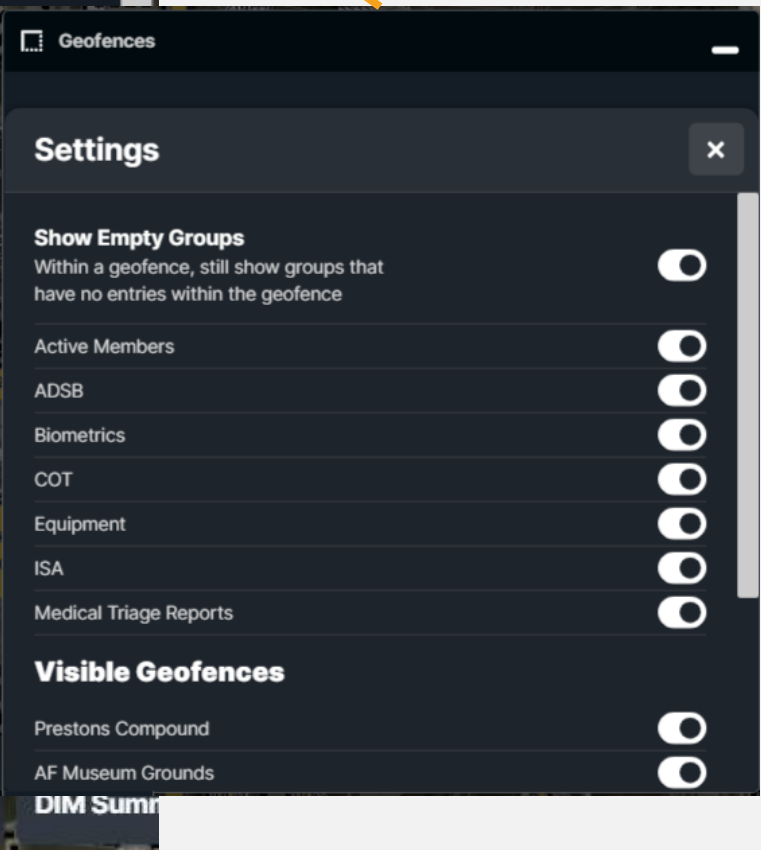 Geofences
Settings
Show Empty Groups
Within a geofence, still show groups that
have no entries within the geofence
Active Members
ADSB
Biometrics
COT
Equipment
ISA
Medical Triage Reports
Visible Geofences
Prestons Compound
AF Museum Grounds
DIM